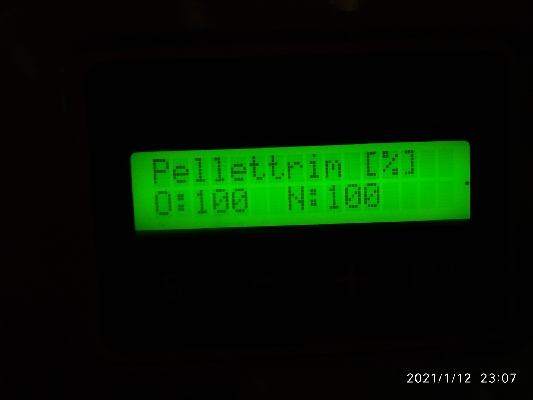 Pellettrim [%]
O:100 N:100
S - +
2021/1/12 23:07